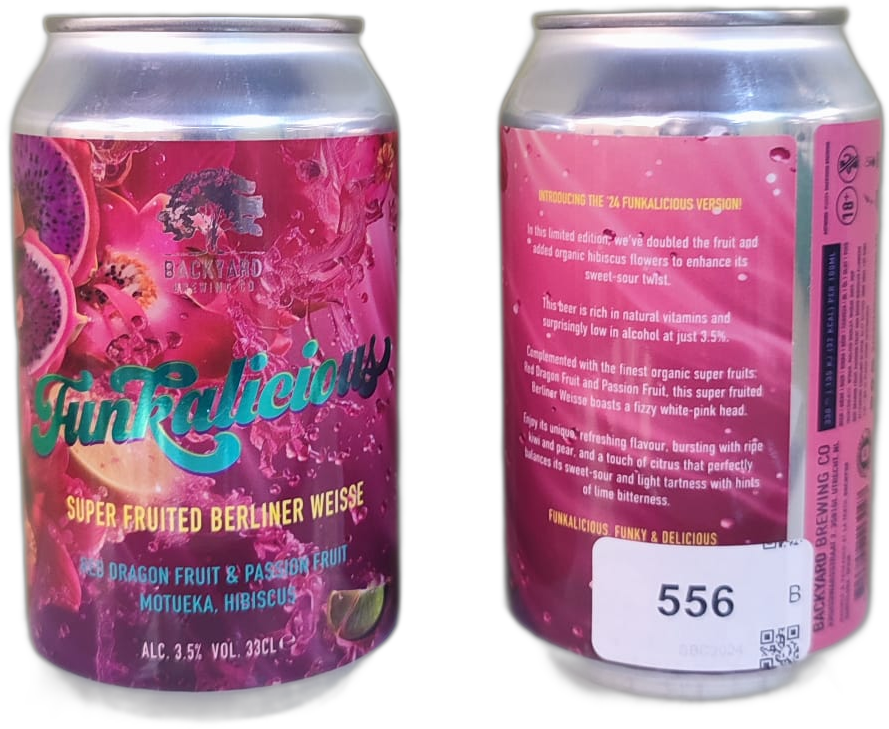 BACKYARD
BREWING CO
Funkalicious
SUPER FRUITED BERLINER WEISSE
RED DRAGON FRUIT & PASSION FRUIT
MOTUEKA, HIBISCUS
ALC. 3.5% VOL. 33CL e
INTRODUCING THE '24 FUNKALICIOUS VERSION!
In this limited edition, we've doubled the fruit and
added organic hibiscus flowers to enhance its
sweet-sour twist.
This beer is rich in natural vitamins and
surprisingly low in alcohol at just 3.5%.
Complemented with the finest organic super fruits:
Red Dragon Fruit and Passion Fruit, this super fruited
Berliner Weisse boasts a fizzy white-pink head.
Enjoy its unique, refreshing flavour, bursting with ripe
kiwi and pear, and a touch of citrus that perfectly
balances its sweet-sour and light tartness with hints
of lime bitterness.
FUNKALICIOUS FUNKY & DELICIOUS
556
B
18+
BACKYARD BREWING CO